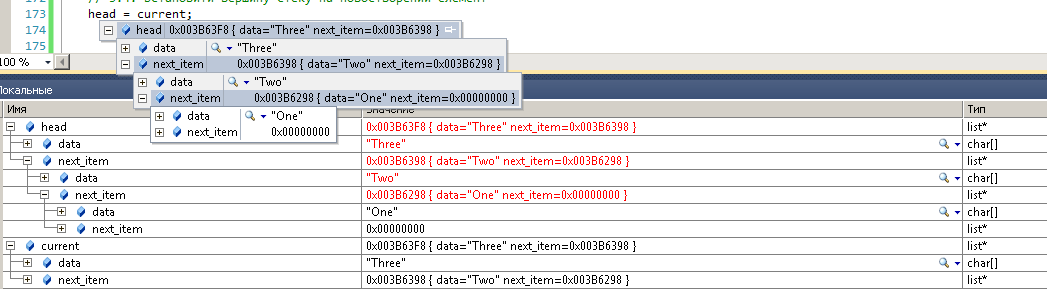 // 3.4. Встановити вершину стеку на новостворений елемент
173 head = current;
174 head 0x003B63F8 { data="Three" next_item=0x003B6398 }
175 data "Three"
100 % next_item 0x003B6398 { data="Two" next_item=0x003B6298 }
data "Two"
Локальные next_item 0x003B6298 { data="One" next_item=0x00000000 }
Имя data "One" Значение Тип
next_item 0x00000000
head 0x003B63F8 { data="Three" next_item=0x003B6398 } list*
data "Three" char[]
next_item 0x003B6398 { data="Two" next_item=0x003B6298 } list*
data "Two" char[]
next_item 0x003B6298 { data="One" next_item=0x00000000 } list*
data "One" char[]
next_item 0x00000000 list*
current 0x003B63F8 { data="Three" next_item=0x003B6398 } list*
data "Three" char[]
next_item 0x003B6398 { data="Two" next_item=0x003B6298 } list*